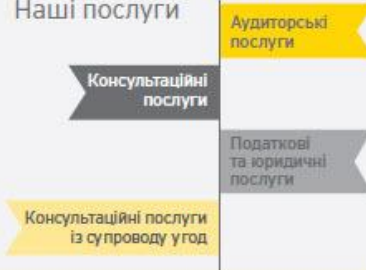 Наші послуги
Аудиторські
послуги
Консультаційні
послуги
Податкові
та юридичні
послуги
Консультаційні послуги
із супроводу угод